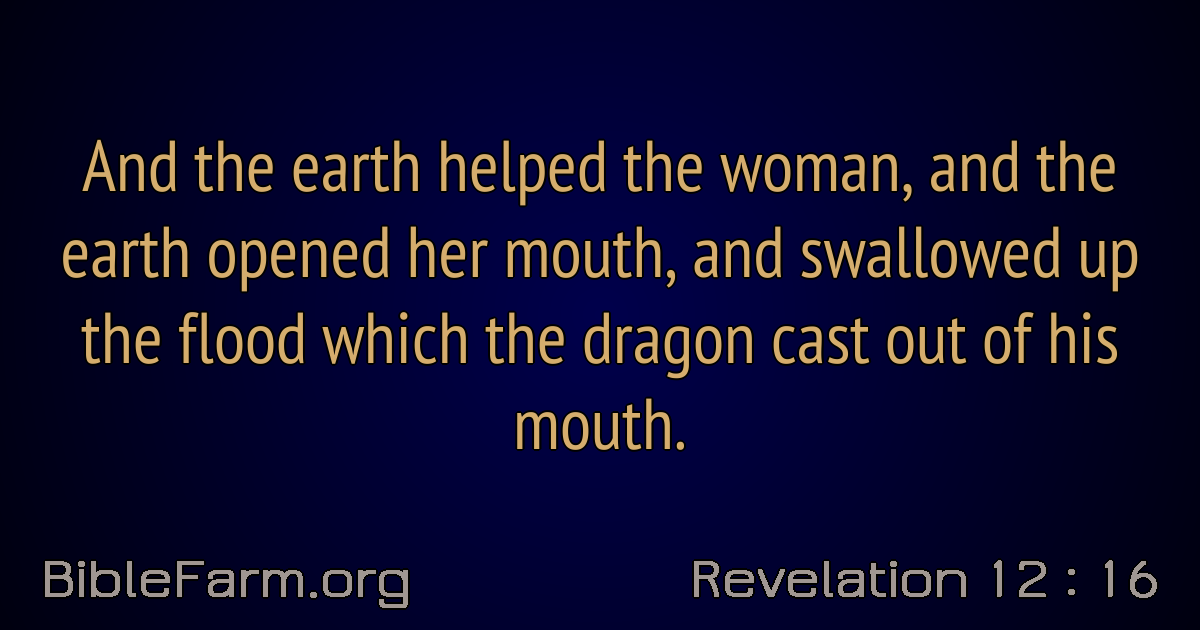 And the earth helped the woman, and the
earth opened her mouth, and swallowed up
the flood which the dragon cast out of his
mouth.
BibleFarm.org
Revelation 12 : 16